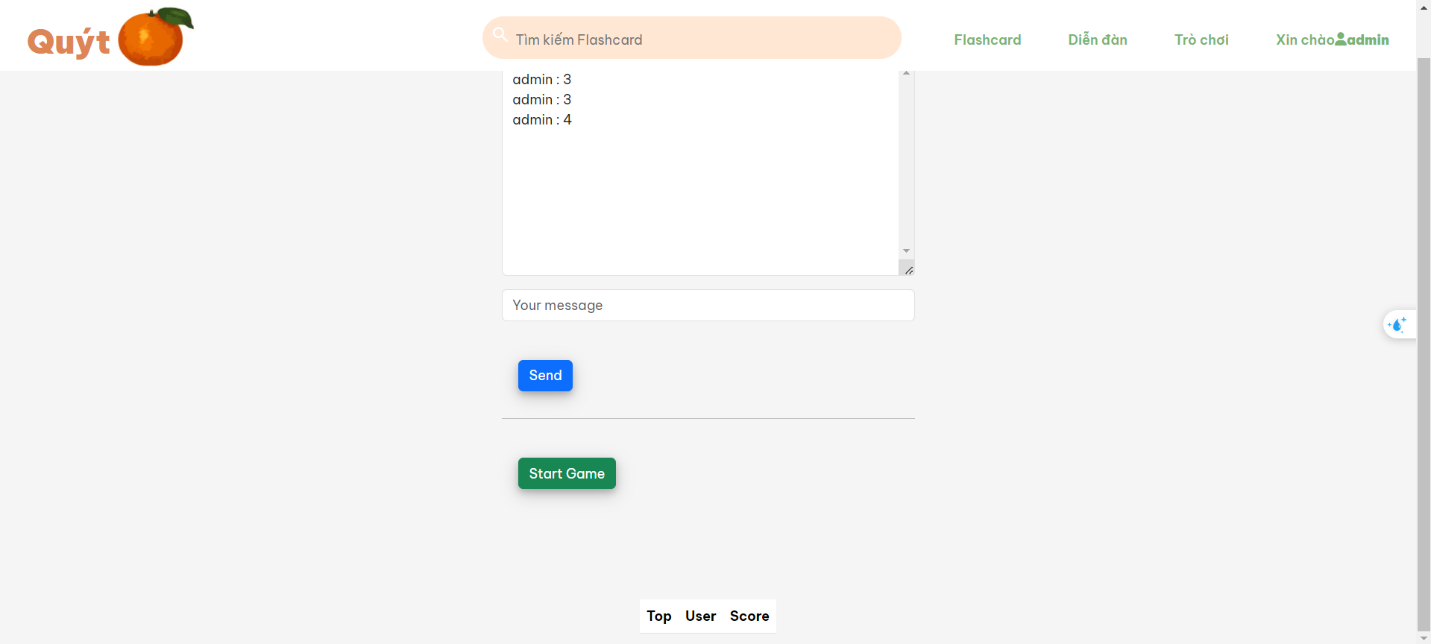 Quýt
Tìm kiếm Flashcard
Flashcard
Diễn đàn
Trò chơi
Xin chào admin
admin : 3
admin : 3
admin : 4
Your message
Send
Start Game
Top User Score